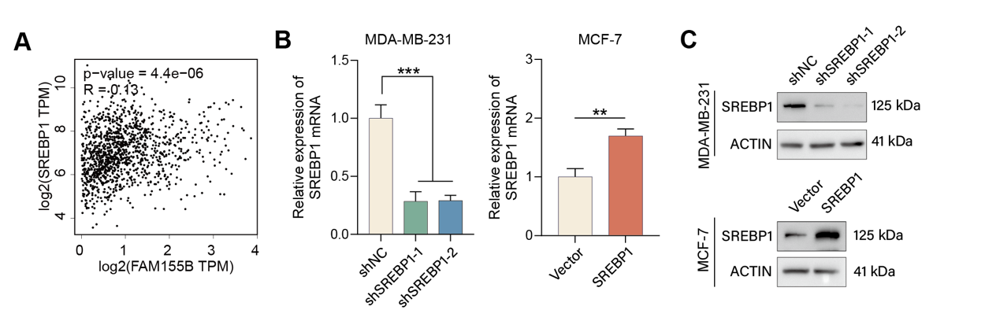 A
p-value = 4.4e−06
R = 0.13
log2(SREBP1 TPM)
10
8
6
4
0
1
2
3
4
log2(FAM155B TPM)
B
MDA-MB-231
Relative expression of
SREBP1 mRNA
1.5
1.0
0.5
0.0
***
shNC
shSREBP1-1
shSREBP1-2
MCF-7
Relative expression of
SREBP1 mRNA
3
2
1
0
**
Vector
SREBP1
C
shNC
shSREBP1-1
shSREBP1-2
MDA-MB-231
SREBP1
125 kDa
ACTIN
41 kDa
Vector
SREBP1
MCF-7
SREBP1
125 kDa
ACTIN
41 kDa